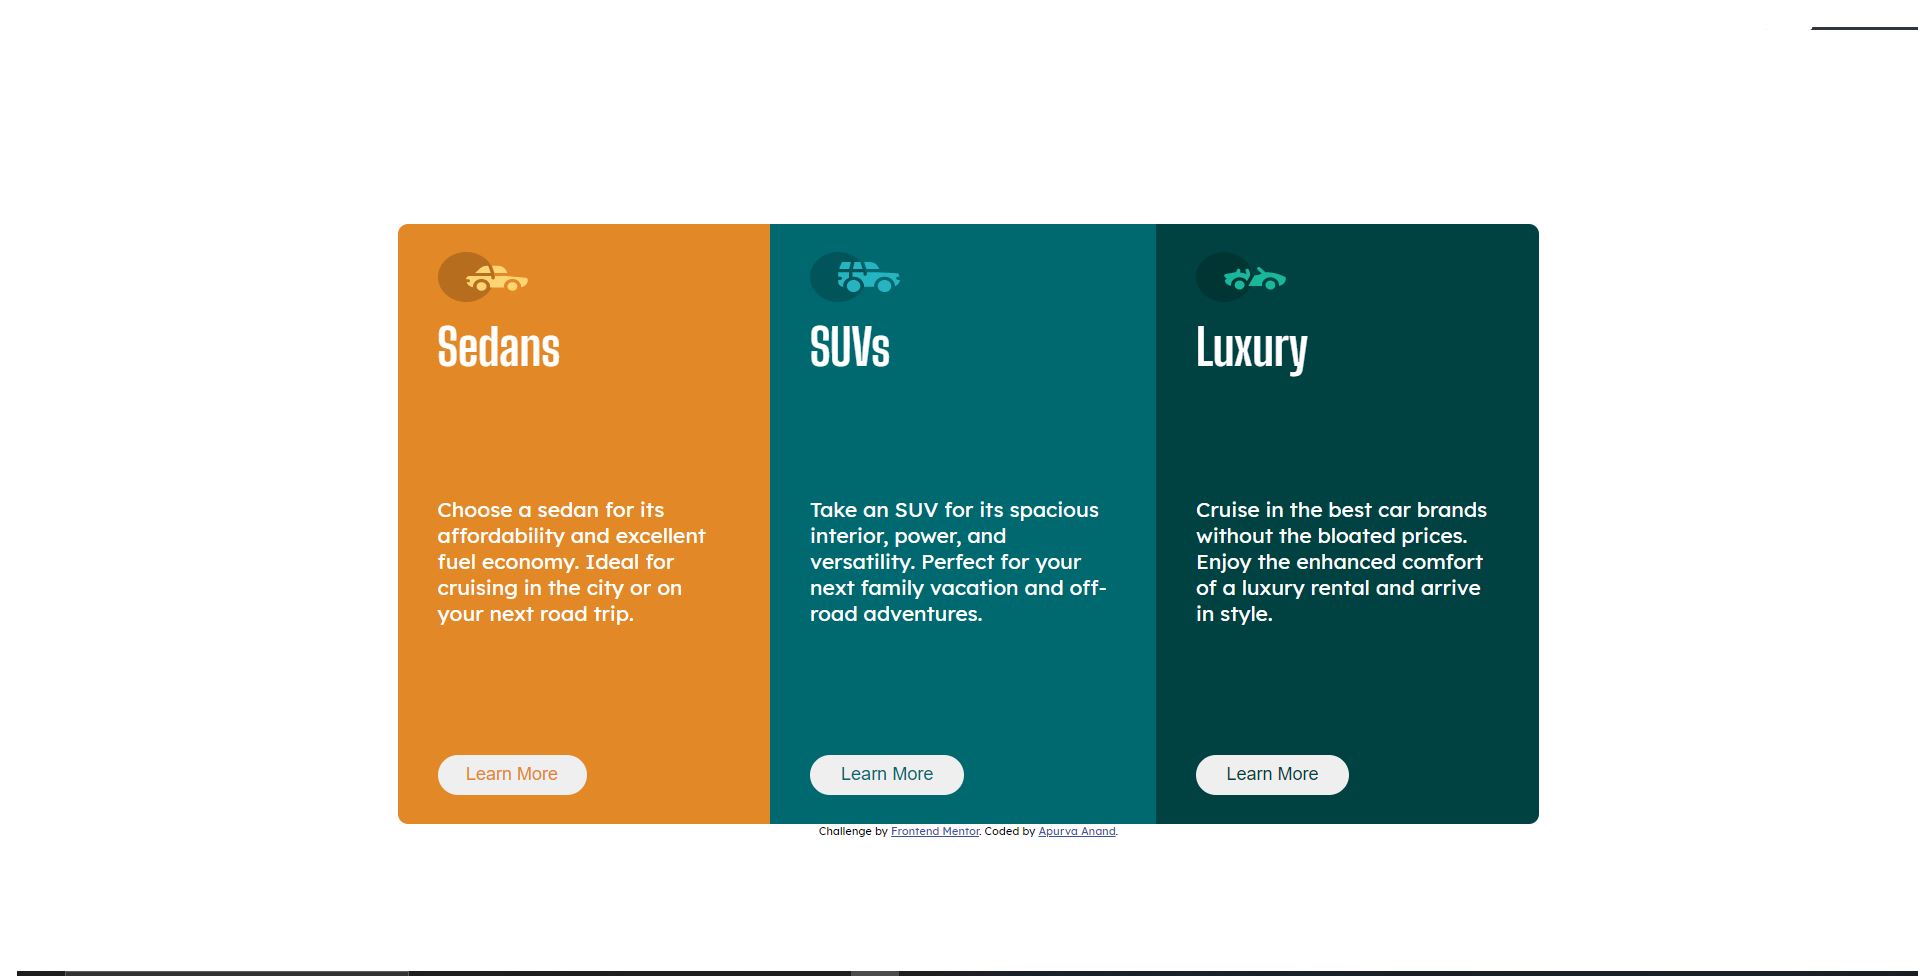 Sedans
Choose a sedan for its
affordability and excellent
fuel economy. Ideal for
cruising in the city or on
your next road trip.
Learn More
SUVs
Take an SUV for its spacious
interior, power, and
versatility. Perfect for your
next family vacation and off-
road adventures.
Learn More
Luxury
Cruise in the best car brands
without the bloated prices.
Enjoy the enhanced comfort
of a luxury rental and arrive
in style.
Learn More
Challenge by Frontend Mentor. Coded by Apurva Anand.